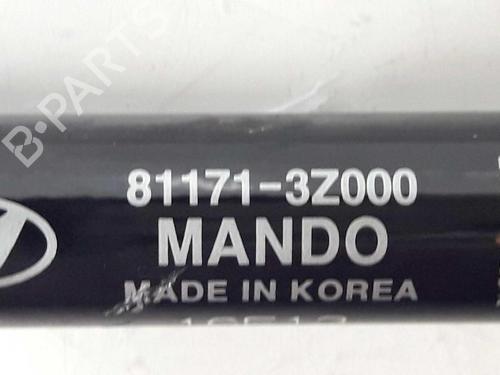 B-PARTS
81171-3Z000
MANDO
MADE IN KOREA